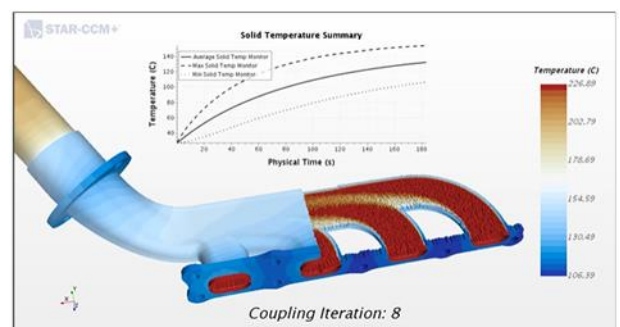 STAR-CCM+
Solid Temperature Summary
140
120
100
80
60
40
Temperature (C)
Average Solid Temp Monitor
Max Solid Temp Monitor
Min Solid Temp Monitor
20 40 60 80 100 120 140 160 180
Physical Time (s)
Temperature (C)
226.89
202.79
178.69
154.59
130.49
106.39
Coupling Iteration: 8